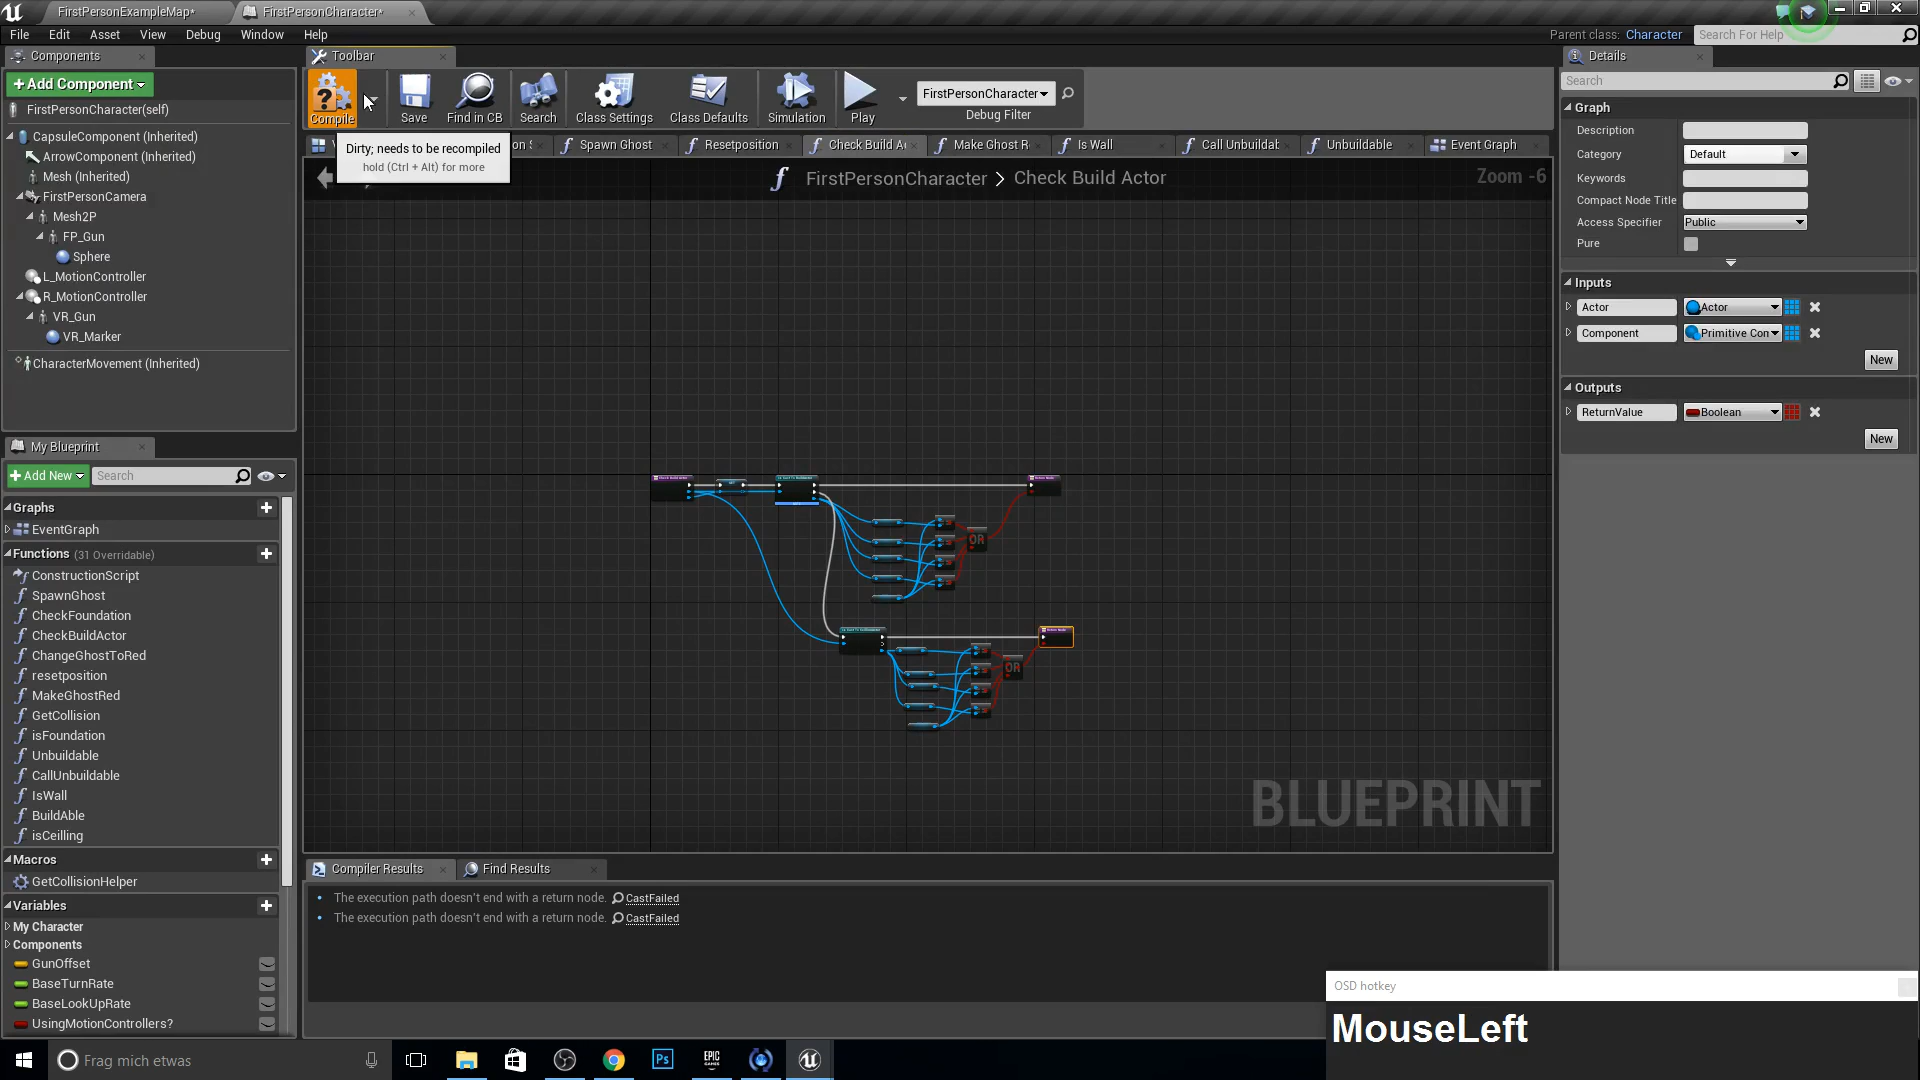 FirstPersonExampleMap*
FirstPersonCharacter*
File Edit Asset View Debug Window Help
Parent class: Character
Search For Help
Components
Toolbar
Details
+Add Component
FirstPersonCharacter(self)
CapsuleComponent (Inherited)
ArrowComponent (Inherited)
Mesh (Inherited)
FirstPersonCamera
Mesh2P
FP_Gun
Sphere
L_MotionController
R_MotionController
VR_Gun
VR_Marker
CharacterMovement (Inherited)
Compile
Save
Find in CB
Search
Class Settings
Class Defaults
Simulation
Play
FirstPersonCharacter
Debug Filter
Dirty; needs to be recompiled
hold (Ctrl + Alt) for more
Spawn Ghost
Resetposition
Check Build A
Make Ghost R
Is Wall
Call Unbuildab
Unbuildable
Event Graph
FirstPersonCharacter > Check Build Actor
Zoom -6
OR
OR
BLUEPRINT
My Blueprint
+Add New
Search
Graphs
EventGraph
Functions (31 Overridable)
ConstructionScript
SpawnGhost
CheckFoundation
CheckBuildActor
ChangeGhostToRed
resetposition
MakeGhostRed
GetCollision
isFoundation
Unbuildable
CallUnbuildable
IsWall
BuildAble
isCeilling
Macros
GetCollisionHelper
Variables
My Character
Components
GunOffset
BaseTurnRate
BaseLookUpRate
UsingMotionControllers?
Compiler Results
Find Results
The execution path doesn't end with a return node. CastFailed
The execution path doesn't end with a return node. CastFailed
Search
Graph
Description
Category Default
Keywords
Compact Node Title
Access Specifier Public
Pure
Inputs
Actor Actor
Component Primitive Con
New
Outputs
ReturnValue Boolean
New
OSD hotkey
MouseLeft
Frag mich etwas
Ps
EPIC
GAMES